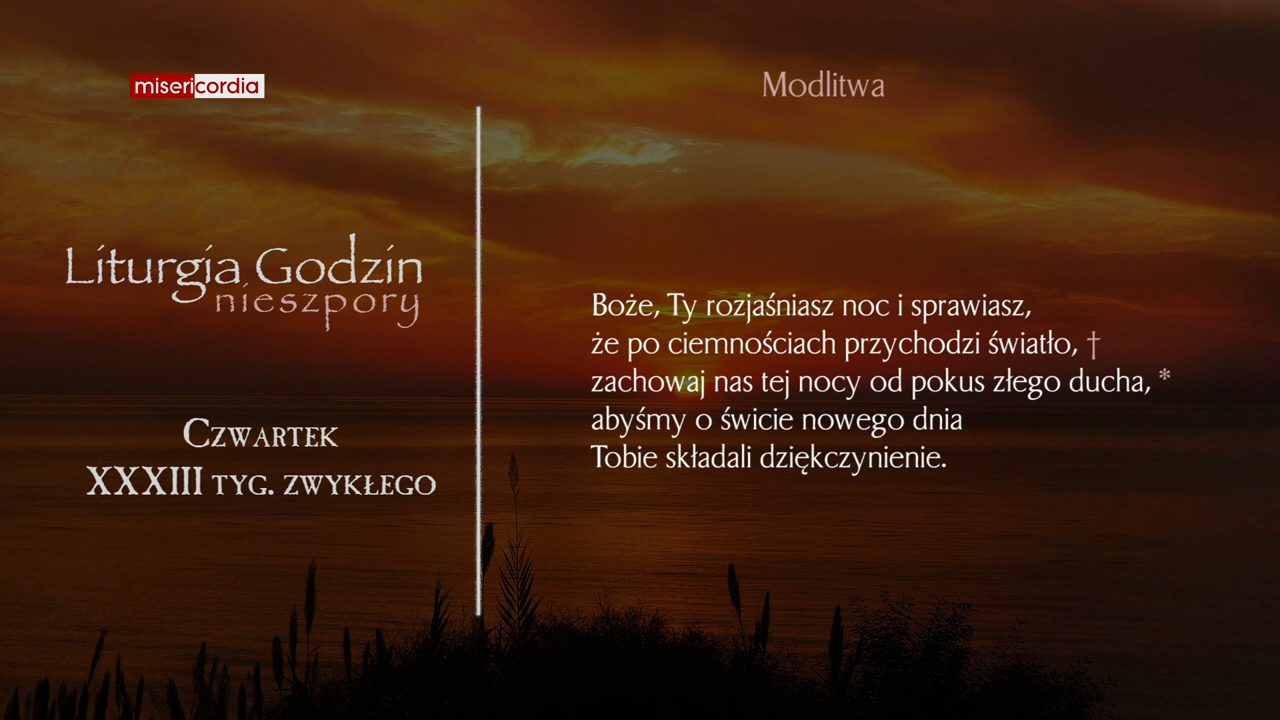 misericordia
Liturgia Godzin
nieszpory
Czwartek
XXXIII tyg. zwykłego
Modlitwa
Boże, Ty rozjaśniasz noc i sprawiasz,
że po ciemnościach przychodzi światło, †
zachowaj nas tej nocy od pokus złego ducha, *
abyśmy o świcie nowego dnia
Tobie składali dziękczynienie.